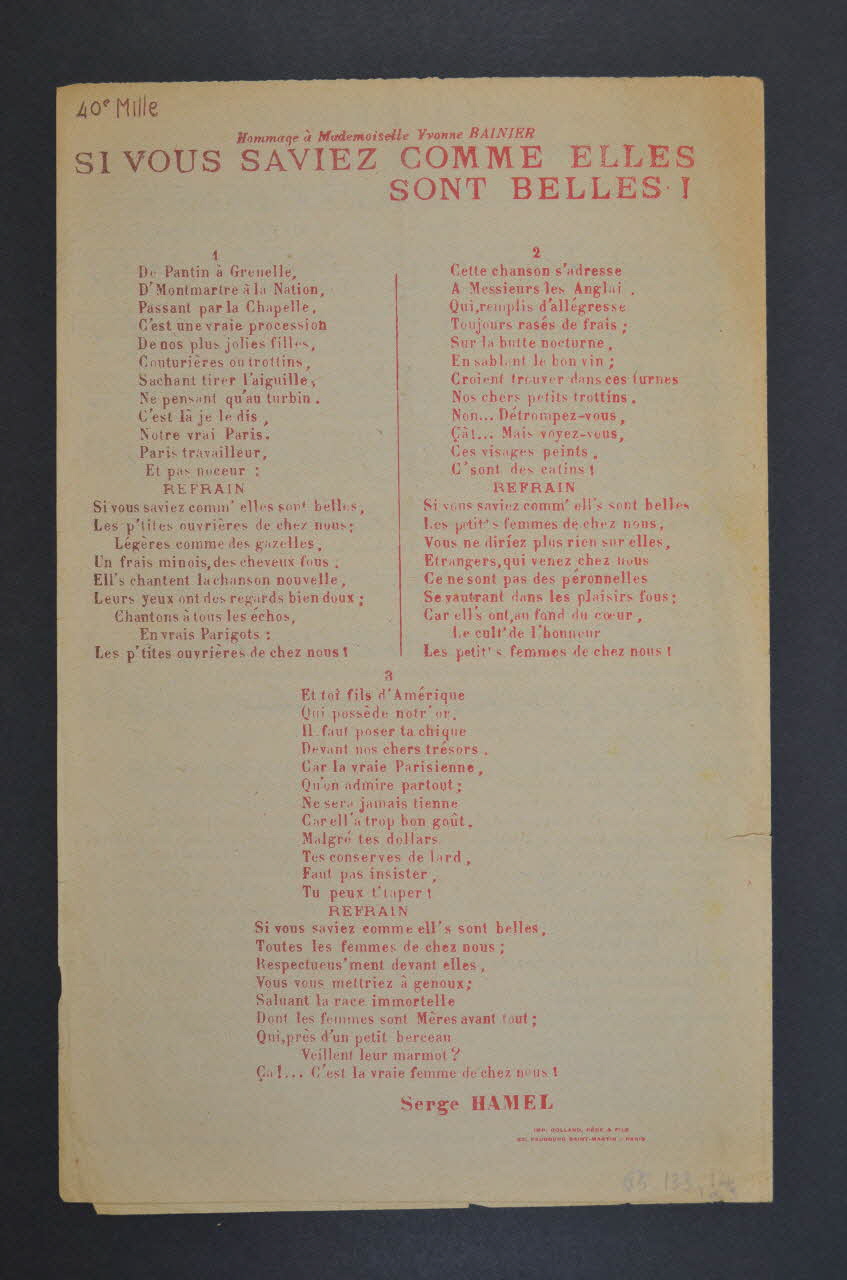 40e Mille
Hommage à Mademoiselle Yvonne BAINIER
SI VOUS SAVIEZ COMME ELLES
SONT BELLES !
1
De Pantin à Grenelle,
D'Montmartre à la Nation,
Passant par la Chapelle,
C'est une vraie procession
De nos plus jolies filles,
Couturières ou trottins,
Sachant tirer l'aiguille,
Ne pensant qu'au turbin.
C'est là je le dis,
Notre vrai Paris.
Paris travailleur,
Et pas noceur :
REFRAIN
Si vous saviez comm' elles sont belles,
Les p'tites ouvrières de chez nous;
Légères comme des gazelles,
Un frais minois, des cheveux fous.
Ell's chantent la chanson nouvelle,
Leurs yeux ont des regards bien doux;
Chantons à tous les échos,
En vrais Parigots :
Les p'tites ouvrières de chez nous !
2
Cette chanson s'adresse
A Messieurs les Anglai .
Qui, remplis d'allégresse
Toujours rasés de frais;
Sur la butte nocturne,
En sablant le bon vin;
Croient trouver dans ces turnes
Nos chers petits trottins.
Non... Détrompez-vous,
Çà!... Mais voyez-vous,
Ces visages peints,
C'sont des catins !
REFRAIN
Si vous saviez comm' ell's sont belles
Les petit's femmes de chez nous,
Vous ne diriez plus rien sur elles,
Etrangers, qui venez chez nous
Ce ne sont pas des péronnelles
Se vautrant dans les plaisirs fous;
Car ell's ont, au fond du cœur,
Le cult' de l'honneur
Les petit's femmes de chez nous !
3
Et toi fils d'Amérique
Qui possède notr' or,
Il faut poser ta chique
Devant nos chers trésors.
Car la vraie Parisienne,
Qu'on admire partout;
Ne sera jamais tienne
Car ell' a trop bon goût.
Malgré tes dollars
Tes conserves de lard,
Faut pas insister,
Tu peux t'taper !
REFRAIN
Si vous saviez comme ell's sont belles,
Toutes les femmes de chez nous;
Respectueus'ment devant elles,
Vous vous mettriez à genoux;
Saluant la race immortelle
Dont les femmes sont Mères avant tout;
Qui, près d'un petit berceau
Veillent leur marmot ?
Ça !... C'est la vraie femme de chez nous !
Serge HAMEL
IMP. ROLLAND, PÈRE & FILS
FAUBOURG SAINT-MARTIN - PARIS